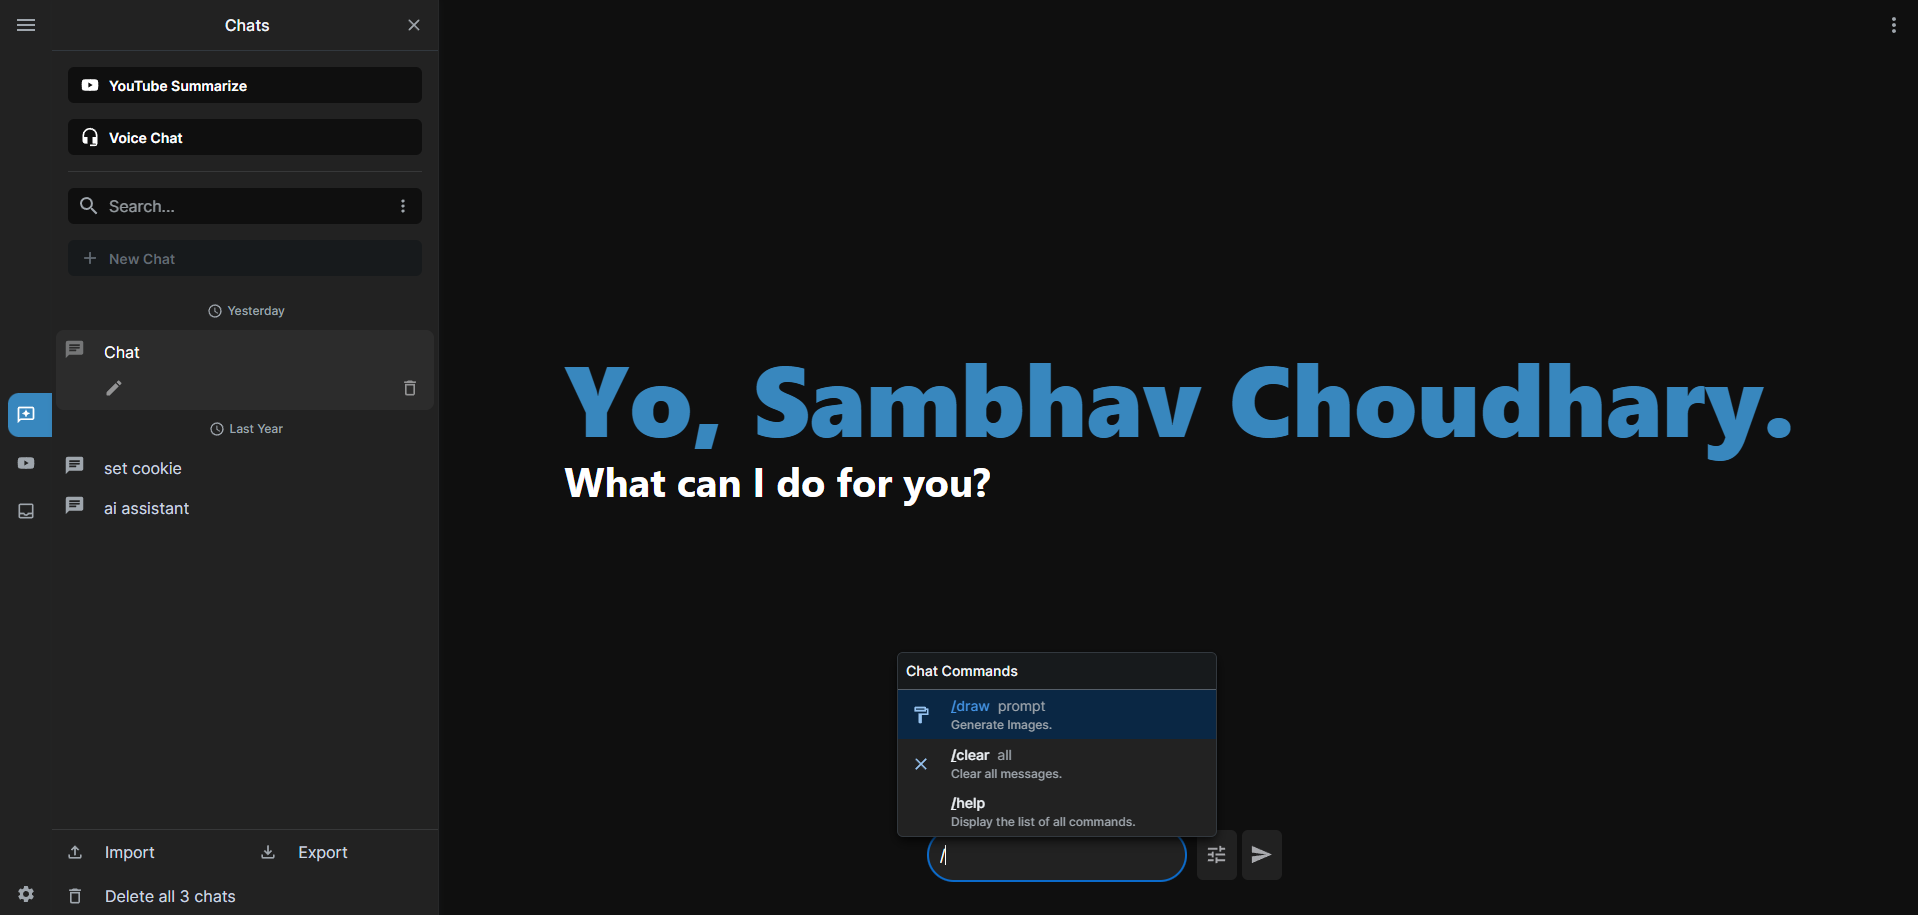 Chats
YouTube Summarize
Voice Chat
Search...
New Chat
Yesterday
Chat
Last Year
set cookie
ai assistant
Import
Export
Delete all 3 chats
Yo, Sambhav Choudhary.
What can I do for you?
Chat Commands
/draw prompt
Generate Images.
/clear all
Clear all messages.
/help
Display the list of all commands.
/